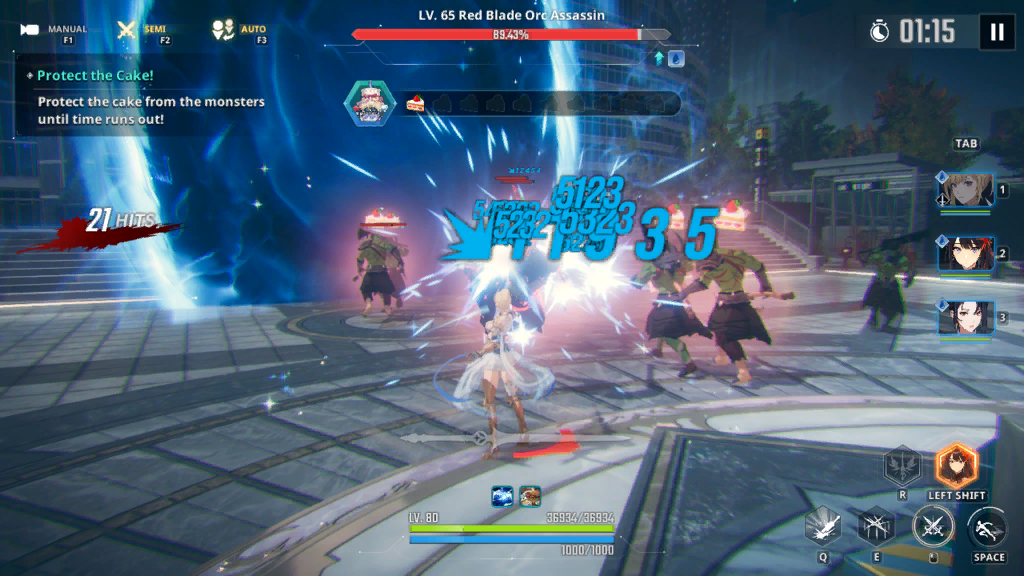 LV. 65 Red Blade Orc Assassin
89.43%
MANUAL
F1
SEMI
F2
AUTO
F3
01:15
Protect the Cake!
Protect the cake from the monsters
until time runs out!
TAB
1
2
3
21 HITS
5123
35
LV. 80
36934/36934
1000/1000
R
LEFT SHIFT
Q
E
SPACE